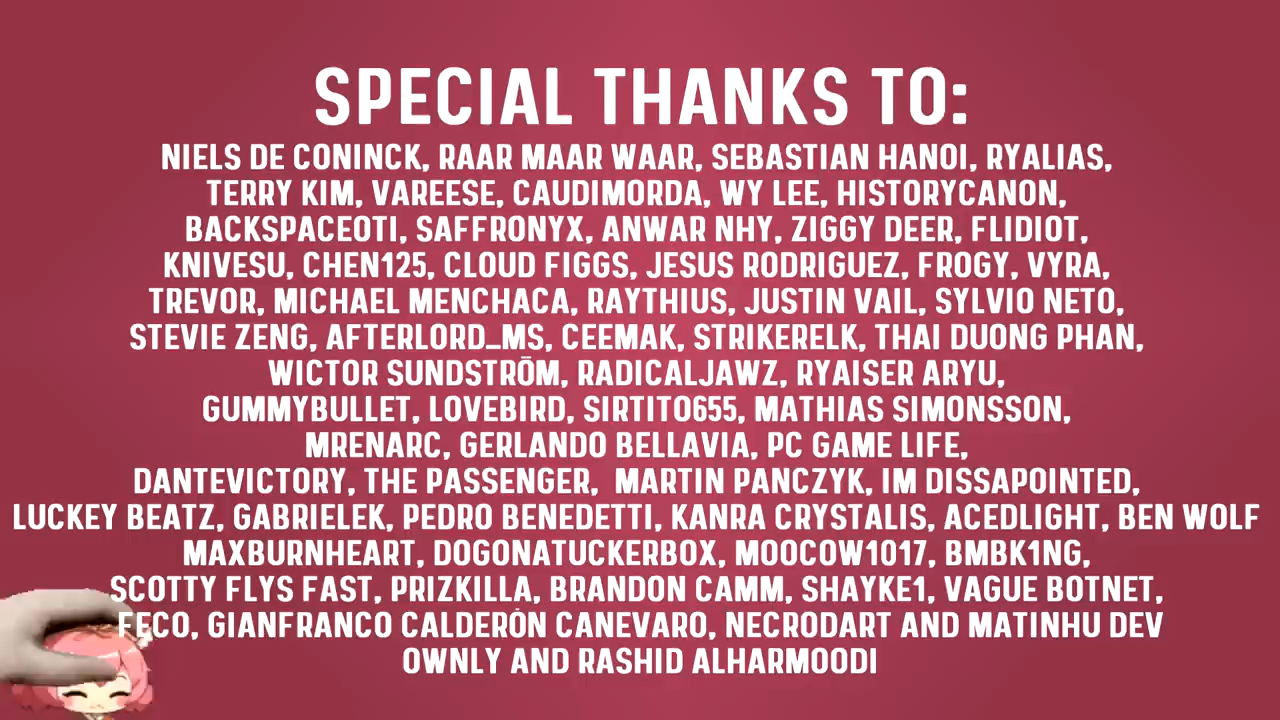 SPECIAL THANKS TO:
NIELS DE CONINCK, RAAR MAAR WAAR, SEBASTIAN HANOI, RYALIAS,
TERRY KIM, VAREESE, CAUDIMORDA, WY LEE, HISTORYCANON,
BACKSPACEOTI, SAFFRONYX, ANWAR NHY, ZIGGY DEER, FLIDIOT,
KNIVESU, CHEN125, CLOUD FIGGS, JESUS RODRIGUEZ, FROGY, VYRA,
TREVOR, MICHAEL MENCHACA, RAYTHIUS, JUSTIN VAIL, SYLVIO NETO,
STEVIE ZENG, AFTERLORD_MS, CEEMAK, STRIKERELK, THAI DUONG PHAN,
WICTOR SUNDSTRÖM, RADICALJAWZ, RYAISER ARYU,
GUMMYBULLET, LOVEBIRD, SIRTITO655, MATHIAS SIMONSSON,
MRENARC, GERLANDO BELLAVIA, PC GAME LIFE,
DANTEVICTORY, THE PASSENGER, MARTIN PANCZYK, IM DISSAPOINTED,
LUCKEY BEATZ, GABRIELEK, PEDRO BENEDETTI, KANRA CRYSTALIS, ACEDLIGHT, BEN WOLF
MAXBURNHEART, DOGONATUCKERBOX, MOOCOW1017, BMBK1NG,
SCOTTY FLYS FAST, PRIZKILLA, BRANDON CAMM, SHAYKE1, VAGUE BOTNET,
FECO, GIANFRANCO CALDERÓN CANEVARO, NECRODART AND MATINHU DEV
OWNLY AND RASHID ALHARMOODI